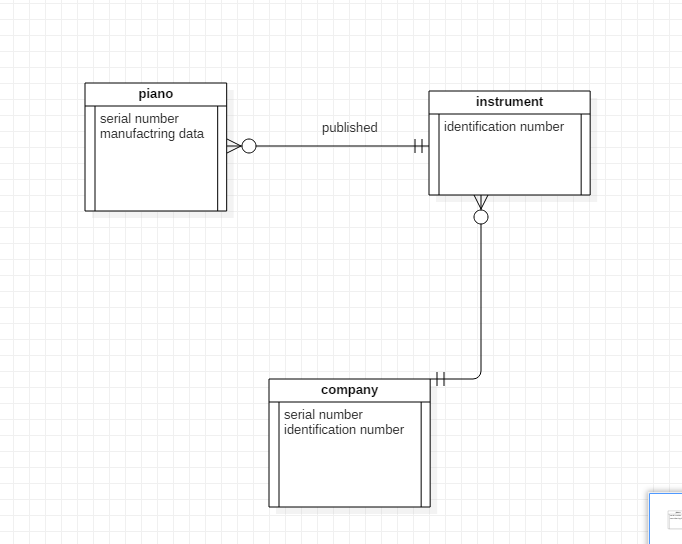 piano
serial number
manufactring data
published
instrument
identification number
company
serial number
identification number